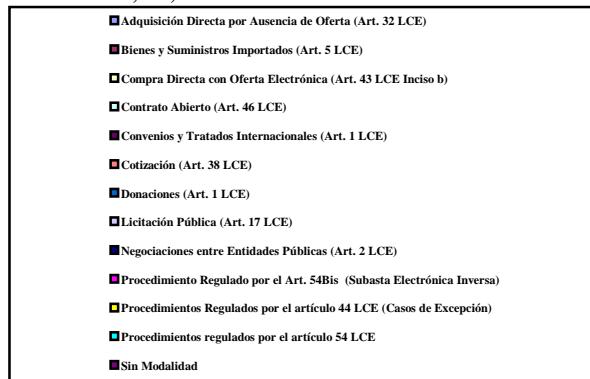 Adquisición Directa por Ausencia de Oferta (Art. 32 LCE)
Bienes y Suministros Importados (Art. 5 LCE)
Compra Directa con Oferta Electrónica (Art. 43 LCE Inciso b)
Contrato Abierto (Art. 46 LCE)
Convenios y Tratados Internacionales (Art. 1 LCE)
Cotización (Art. 38 LCE)
Donaciones (Art. 1 LCE)
Licitación Pública (Art. 17 LCE)
Negociaciones entre Entidades Públicas (Art. 2 LCE)
Procedimiento Regulado por el Art. 54Bis (Subasta Electrónica Inversa)
Procedimientos Regulados por el artículo 44 LCE (Casos de Excepción)
Procedimientos regulados por el artículo 54 LCE
Sin Modalidad